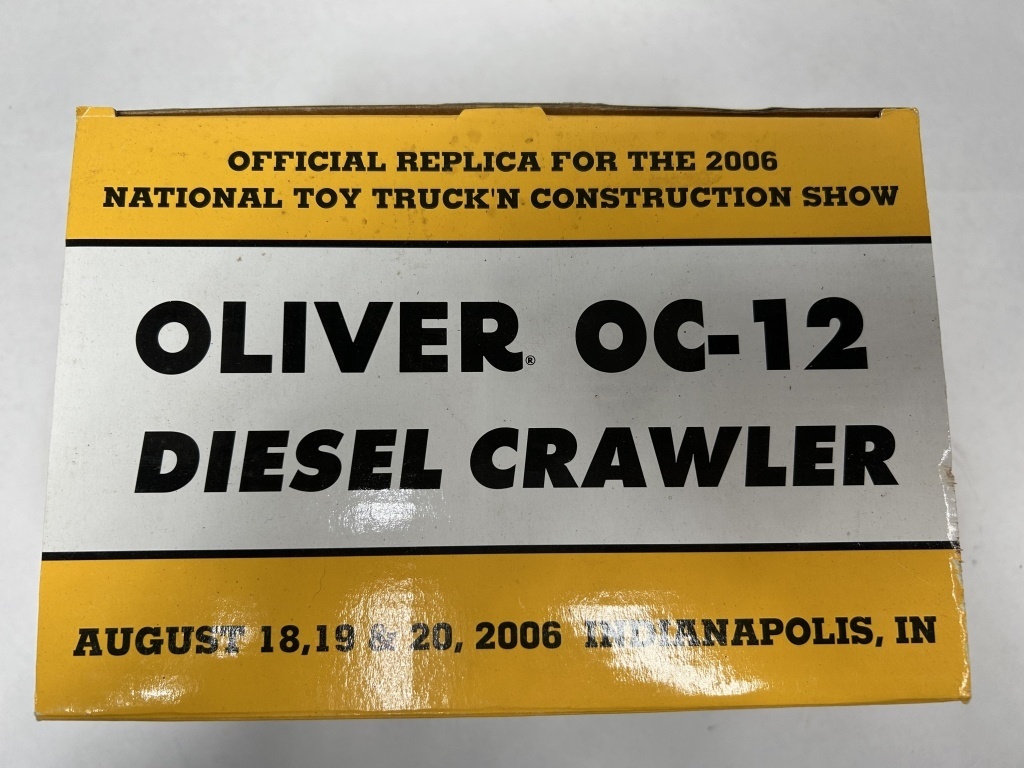 OFFICIAL REPLICA FOR THE 2006
NATIONAL TOY TRUCK'N CONSTRUCTION SHOW
OLIVER® OC-12
DIESEL CRAWLER
AUGUST 18,19 & 20, 2006 INDIANAPOLIS, IN